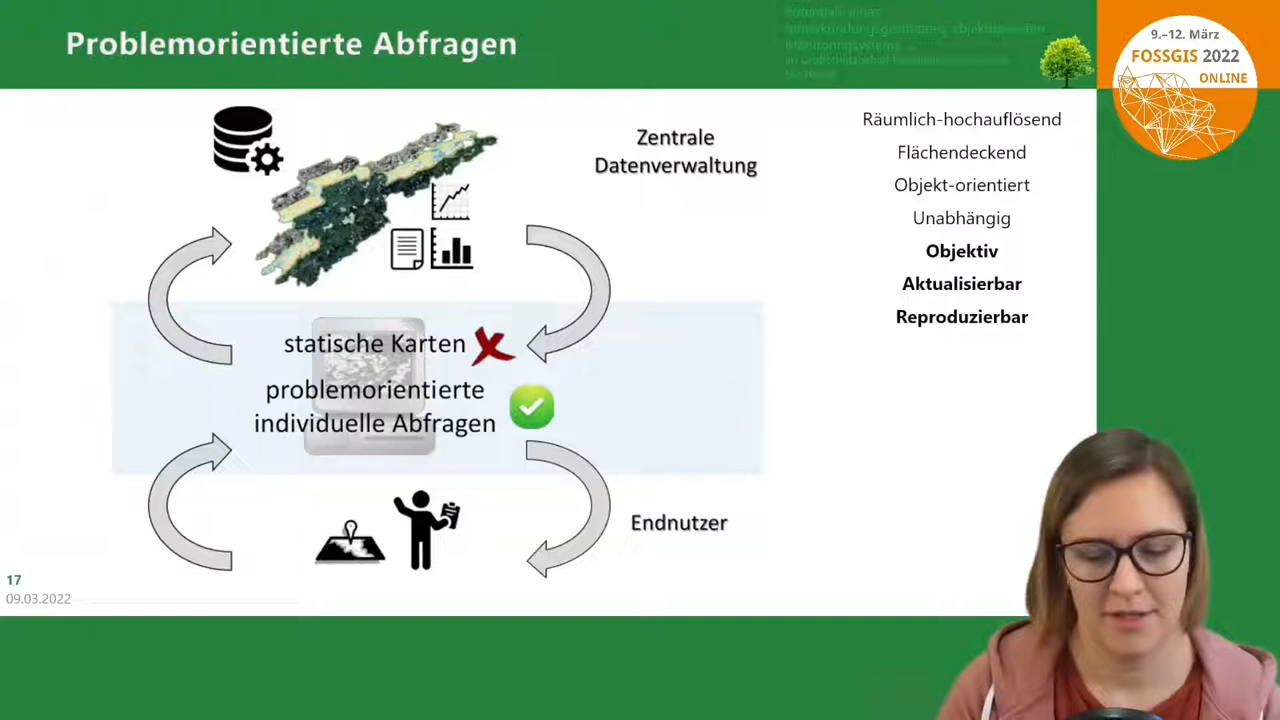 Problemorientierte Abfragen
9.–12. März
FOSSGIS 2022
ONLINE
Zentrale
Datenverwaltung
statische Karten
problemorientierte
individuelle Abfragen
Endnutzer
Räumlich-hochauflösend
Flächendeckend
Objekt-orientiert
Unabhängig
Objektiv
Aktualisierbar
Reproduzierbar
17
09.03.2022